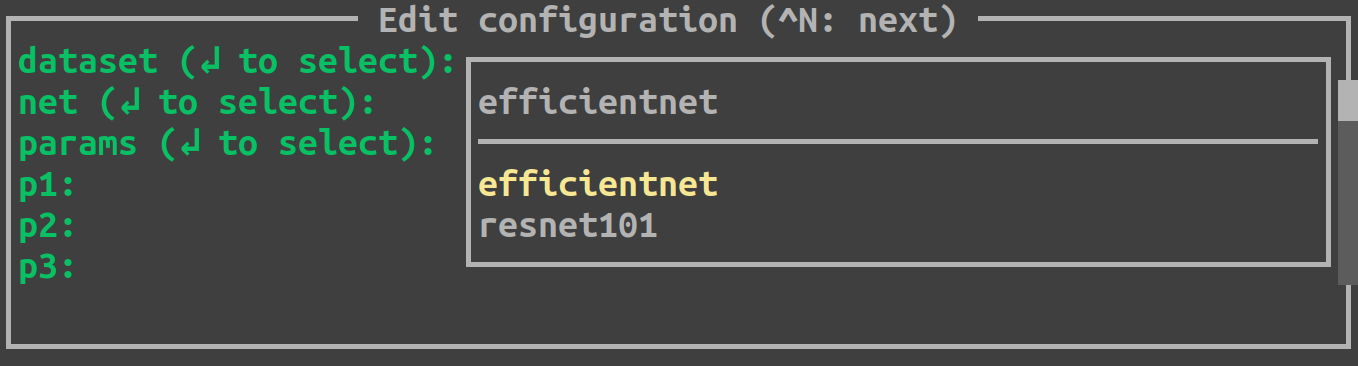 Edit configuration (^N: next)
dataset (↲ to select):
net (↲ to select):
params (↲ to select):
p1:
p2:
p3:
efficientnet
efficientnet
resnet101